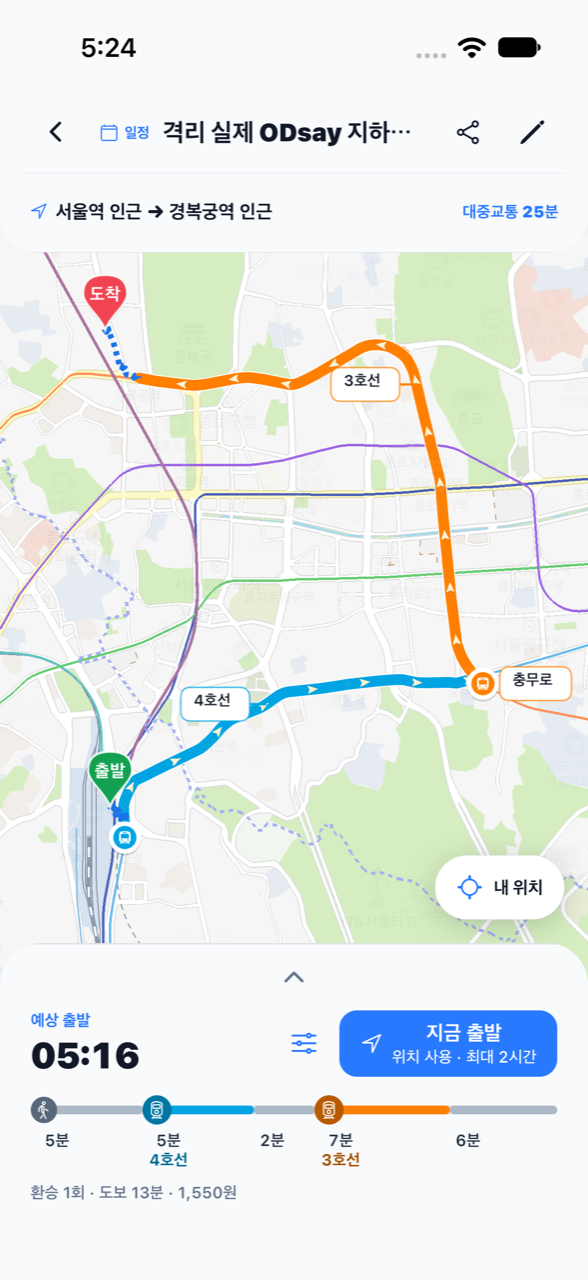 5:24
일정 격리 실제 ODsay 지하…
서울역 인근 → 경복궁역 인근
대중교통 25분
도착
3호선
충무로
4호선
출발
내 위치
예상 출발
05:16
지금 출발
위치 사용 · 최대 2시간
5분 5분 2분 7분 6분
4호선 3호선
환승 1회 · 도보 13분 · 1,550원